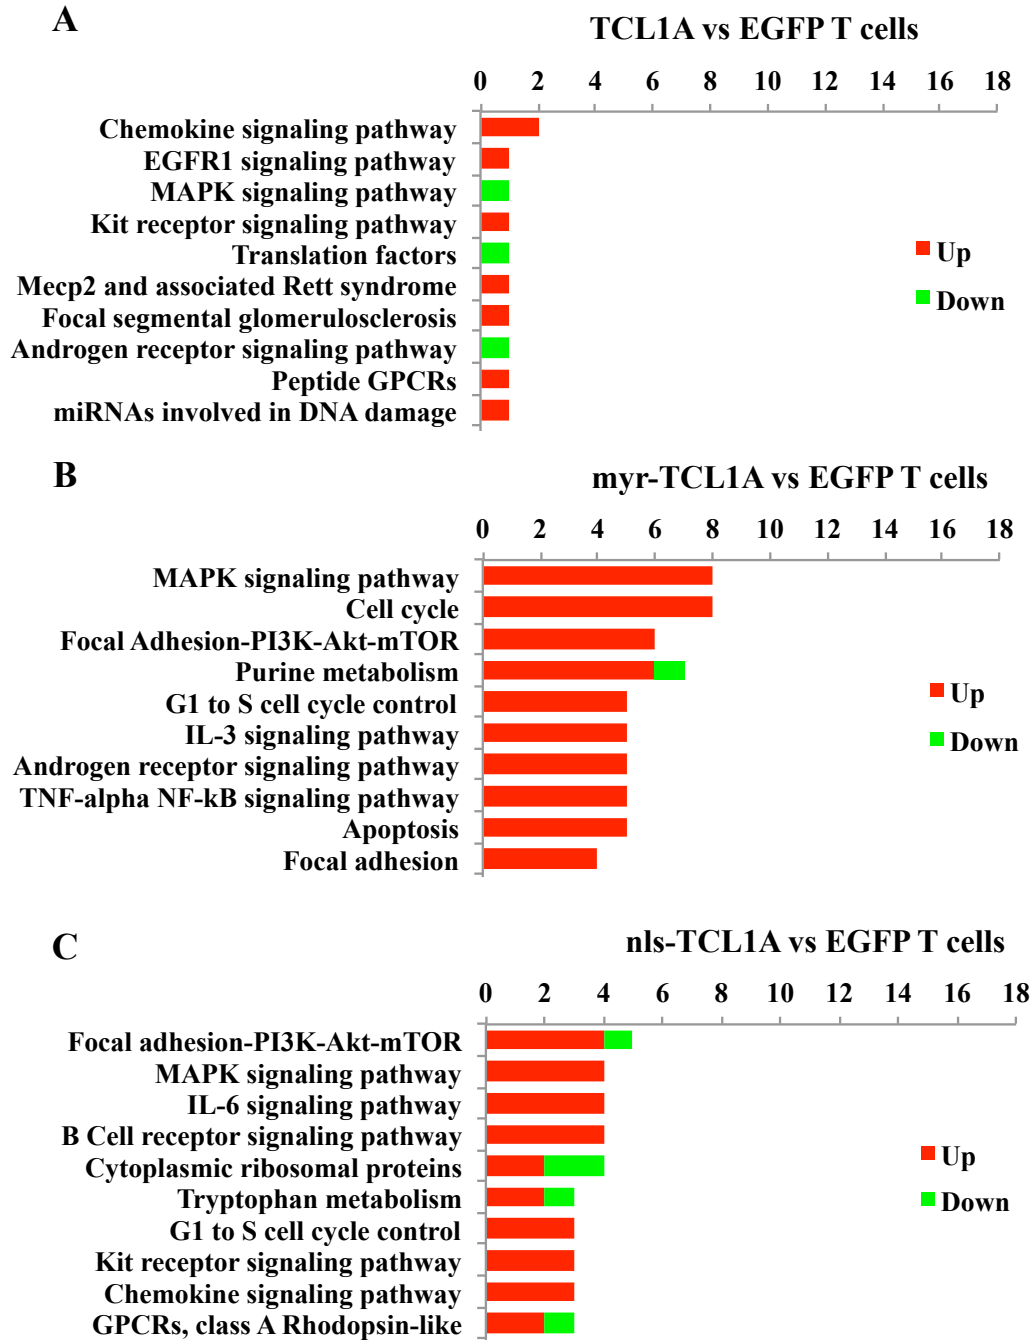 A
TCL1A vs EGFP T cells
0 2 4 6 8 10 12 14 16 18
Chemokine signaling pathway
EGFR1 signaling pathway
MAPK signaling pathway
Kit receptor signaling pathway
Translation factors
Mecp2 and associated Rett syndrome
Focal segmental glomerulosclerosis
Androgen receptor signaling pathway
Peptide GPCRs
miRNAs involved in DNA damage
Up
Down
B
myr-TCL1A vs EGFP T cells
0 2 4 6 8 10 12 14 16 18
MAPK signaling pathway
Cell cycle
Focal Adhesion-PI3K-Akt-mTOR
Purine metabolism
G1 to S cell cycle control
IL-3 signaling pathway
Androgen receptor signaling pathway
TNF-alpha NF-kB signaling pathway
Apoptosis
Focal adhesion
Up
Down
C
nls-TCL1A vs EGFP T cells
0 2 4 6 8 10 12 14 16 18
Focal adhesion-PI3K-Akt-mTOR
MAPK signaling pathway
IL-6 signaling pathway
B Cell receptor signaling pathway
Cytoplasmic ribosomal proteins
Tryptophan metabolism
G1 to S cell cycle control
Kit receptor signaling pathway
Chemokine signaling pathway
GPCRs, class A Rhodopsin-like
Up
Down